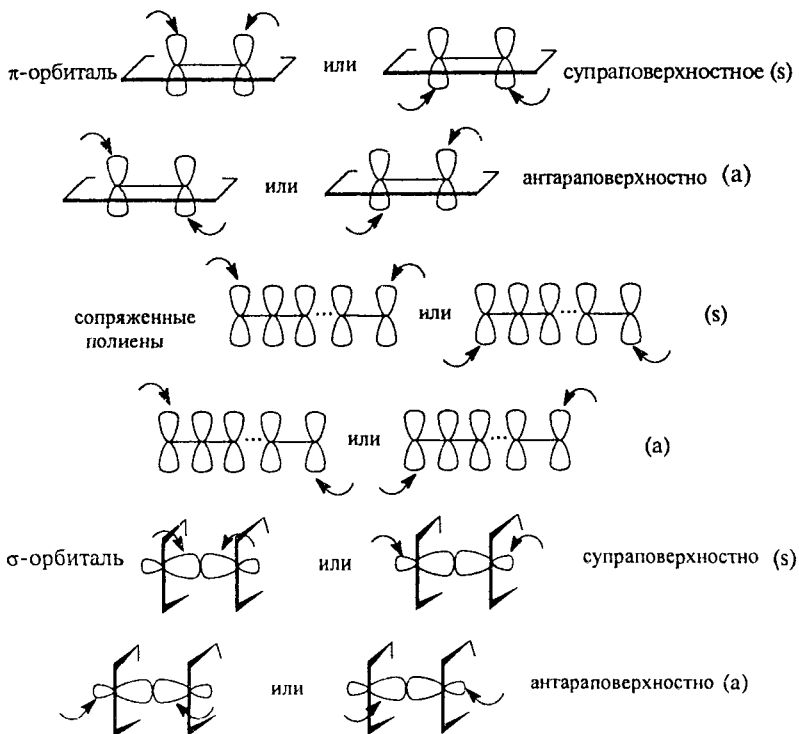 π-орбиталь
или
супраповерхностное (s)
или
антараповерхностно (a)
сопряженные
полиены
...
или
...
(s)
...
или
...
(a)
σ-орбиталь
или
супраповерхностно (s)
или
антараповерхностно (a)